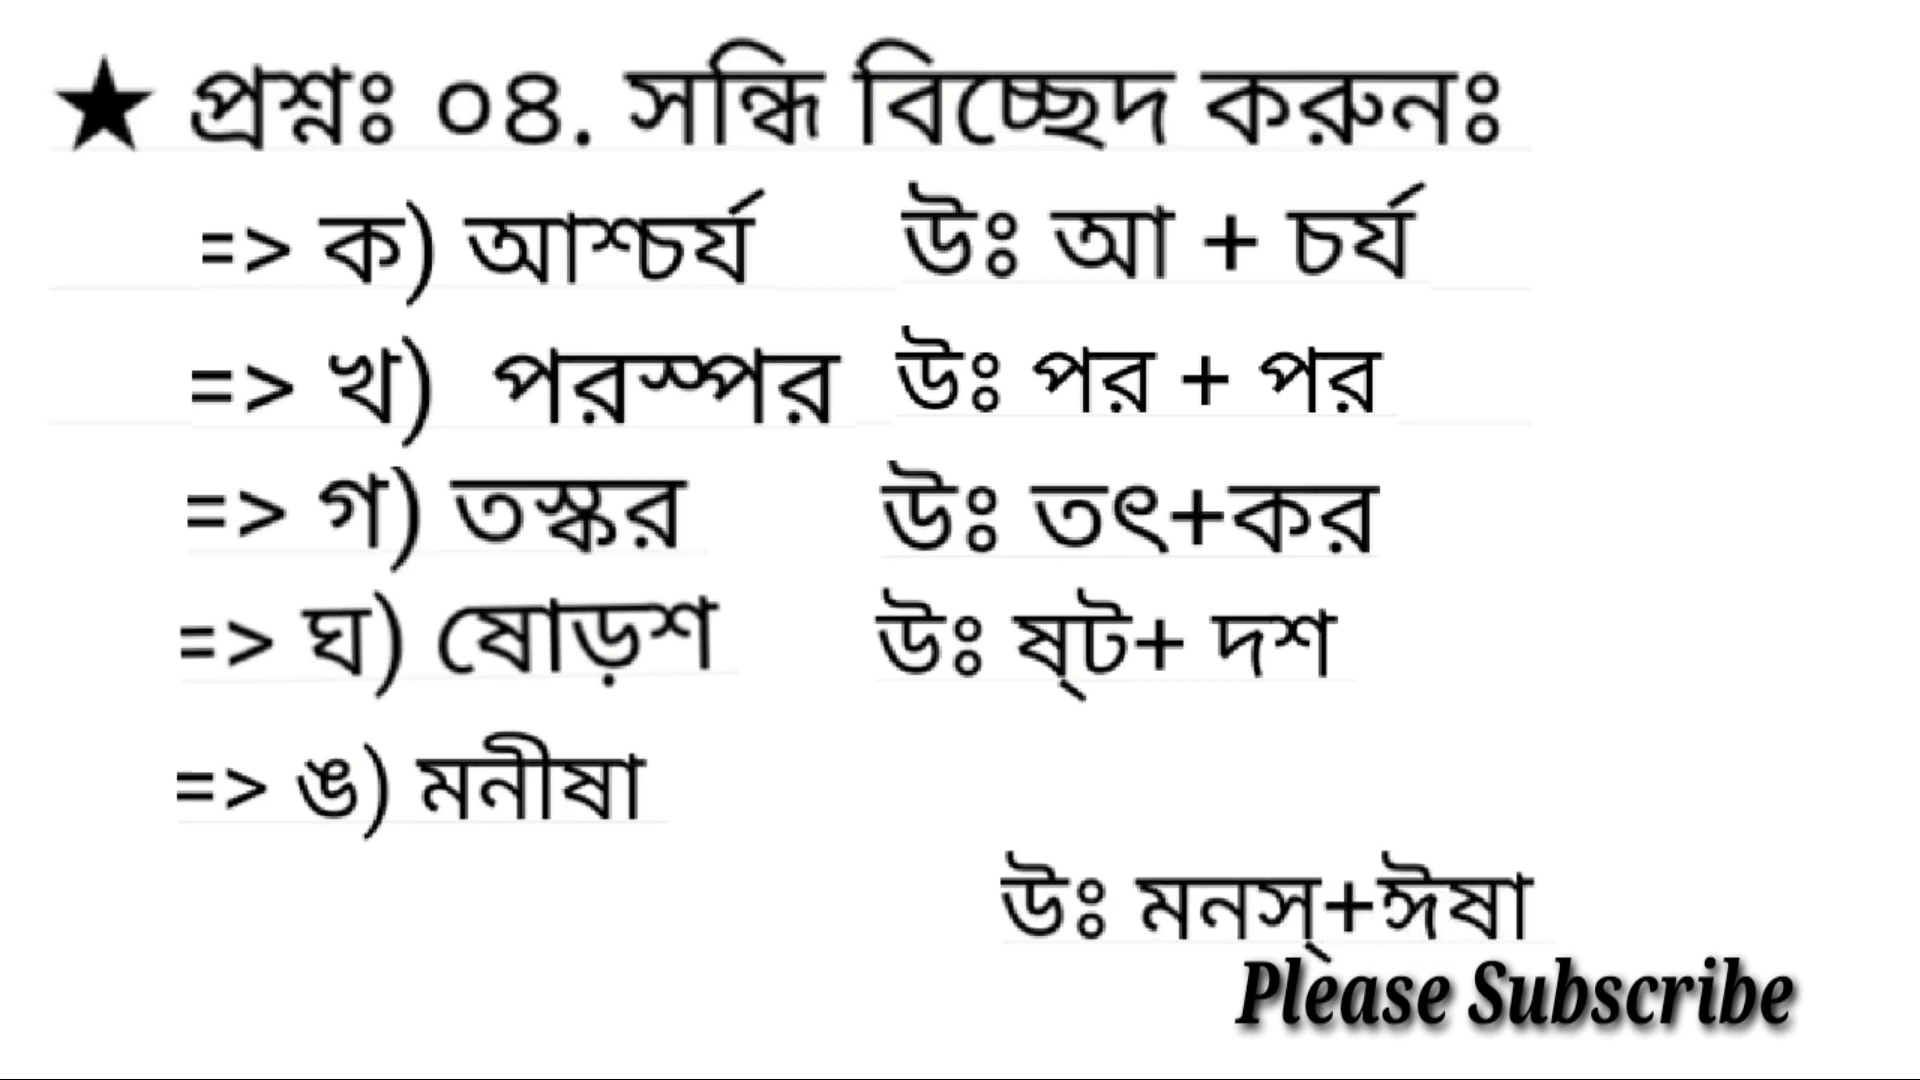 ★ প্রশ্নঃ ০৪. সন্ধি বিচ্ছেদ করুনঃ
=> ক) আশ্চর্য উঃ আ + চর্য
=> খ) পরস্পর উঃ পর + পর
=> গ) তস্কর উঃ তৎ+কর
=> ঘ) ষোড়শ উঃ ষ্ট+ দশ
=> ঙ) মনীষা
উঃ মনস্+ঈষা
Please Subscribe